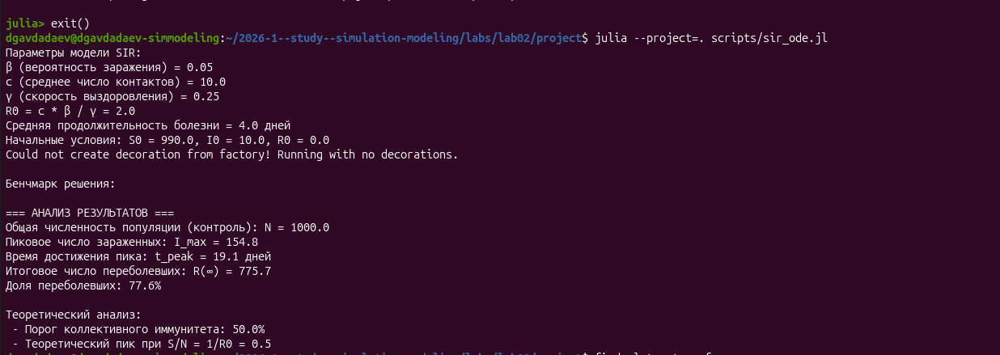 julia> exit()
dgavdadaev@dgavdadaev-simmodeling:~/2026-1--study--simulation-modeling/labs/lab02/project$ julia --project=. scripts/sir_ode.jl
Параметры модели SIR:
β (вероятность заражения) = 0.05
c (среднее число контактов) = 10.0
γ (скорость выздоровления) = 0.25
R0 = c * β / γ = 2.0
Средняя продолжительность болезни = 4.0 дней
Начальные условия: S0 = 990.0, I0 = 10.0, R0 = 0.0
Could not create decoration from factory! Running with no decorations.
Бенчмарк решения:
=== АНАЛИЗ РЕЗУЛЬТАТОВ ===
Общая численность популяции (контроль): N = 1000.0
Пиковое число зараженных: I_max = 154.8
Время достижения пика: t_peak = 19.1 дней
Итоговое число переболевших: R(∞) = 775.7
Доля переболевших: 77.6%
Теоретический анализ:
 - Порог коллективного иммунитета: 50.0%
 - Теоретический пик при S/N = 1/R0 = 0.5